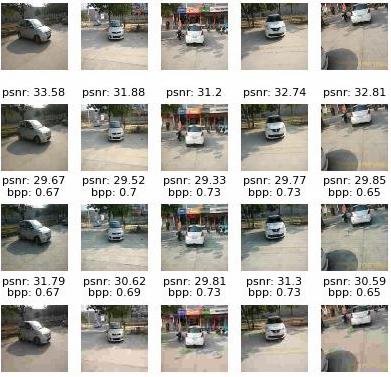 psnr: 33.58 psnr: 31.88 psnr: 31.2 psnr: 32.74 psnr: 32.81
psnr: 29.67 psnr: 29.52 psnr: 29.33 psnr: 29.77 psnr: 29.85
bpp: 0.67 bpp: 0.7 bpp: 0.73 bpp: 0.73 bpp: 0.65
psnr: 31.79 psnr: 30.62 psnr: 29.81 psnr: 31.3 psnr: 30.59
bpp: 0.67 bpp: 0.69 bpp: 0.73 bpp: 0.73 bpp: 0.65